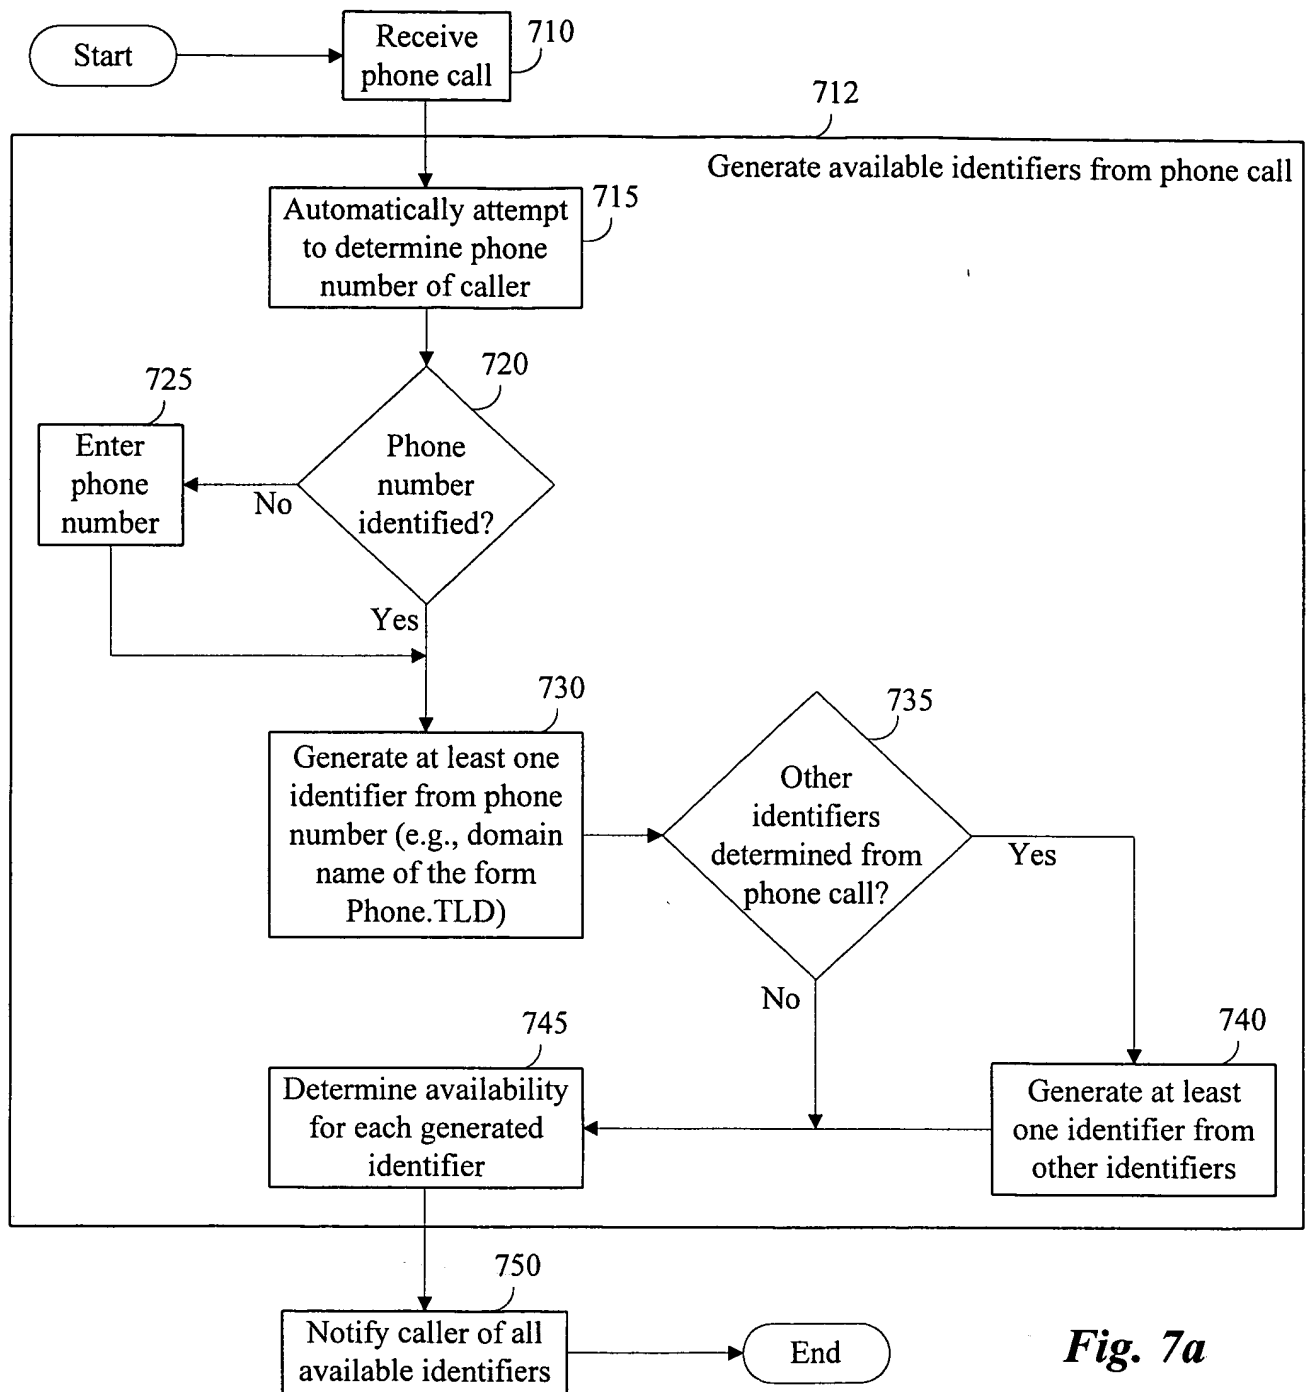 Start
Receive
phone call
710
712
Generate available identifiers from phone call
Automatically attempt
to determine phone
number of caller
715
720
Phone
number
identified?
725
Enter
phone
number
No
Yes
730
Generate at least one
identifier from phone
number (e.g., domain
name of the form
Phone.TLD)
735
Other
identifiers
determined from
phone call?
Yes
No
740
Generate at least
one identifier from
other identifiers
745
Determine availability
for each generated
identifier
750
Notify caller of all
available identifiers
End
Fig. 7a